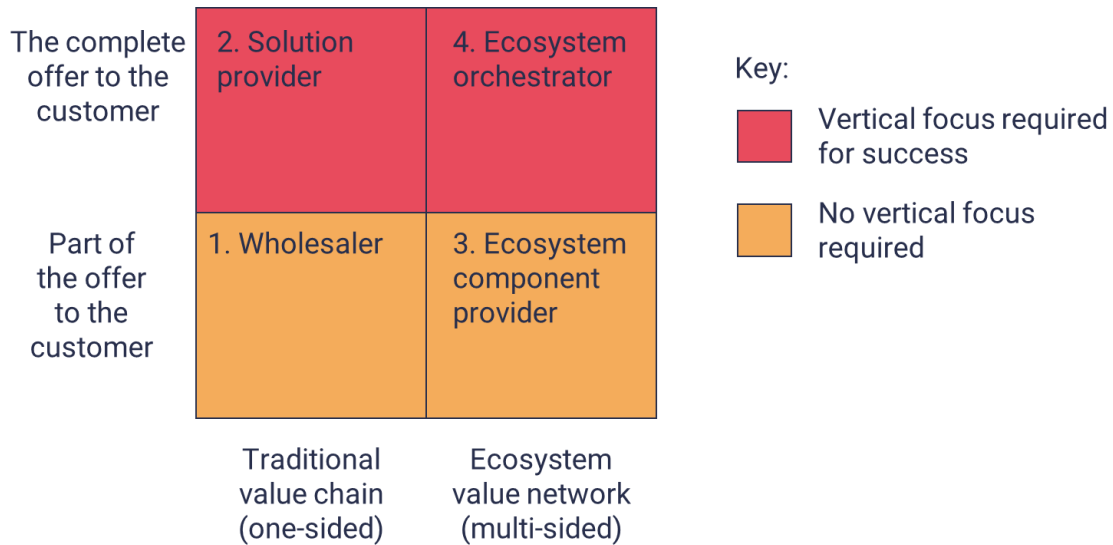 The complete
offer to the
customer
2. Solution
provider
4. Ecosystem
orchestrator
Key:
Vertical focus required
for success
No vertical focus
required
Part of
the offer
to the
customer
1. Wholesaler
3. Ecosystem
component
provider
Traditional
value chain
(one-sided)
Ecosystem
value network
(multi-sided)